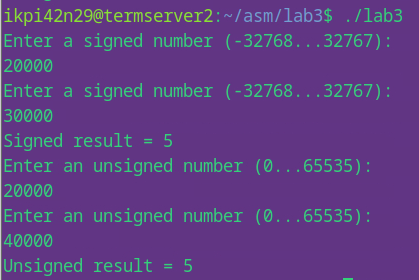 ikpi42n29@termserver2:~/asm/lab3$ ./lab3
Enter a signed number (-32768...32767):
20000
Enter a signed number (-32768...32767):
30000
Signed result = 5
Enter an unsigned number (0...65535):
20000
Enter an unsigned number (0...65535):
40000
Unsigned result = 5